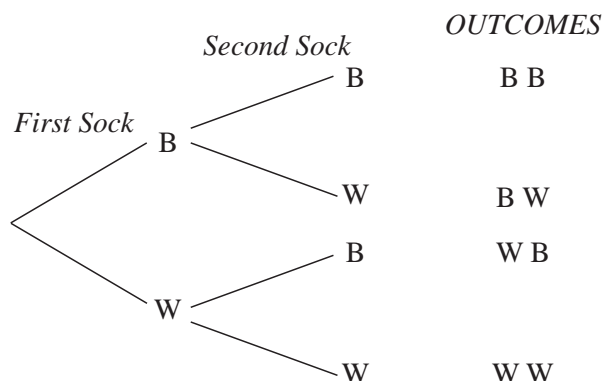 OUTCOMES
Second Sock
B B B
First Sock
B
W B W
B W B
W
W W W